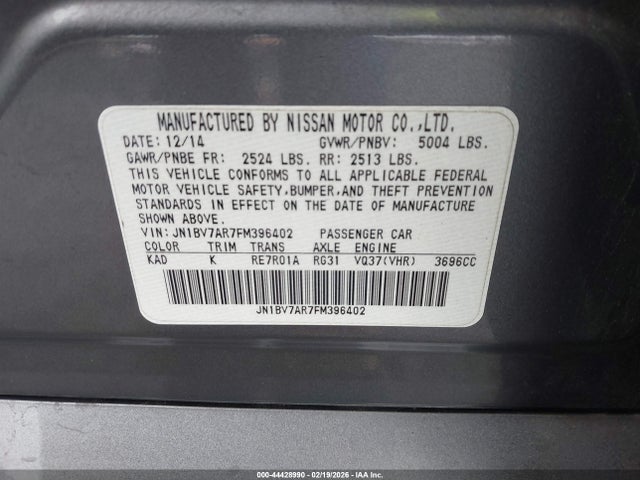 MANUFACTURED BY NISSAN MOTOR CO.,LTD.
DATE: 12/14 GVWR/PNBV: 5004 LBS.
GAWR/PNBE FR: 2524 LBS. RR: 2513 LBS.
THIS VEHICLE CONFORMS TO ALL APPLICABLE FEDERAL
MOTOR VEHICLE SAFETY,BUMPER,AND THEFT PREVENTION
STANDARDS IN EFFECT ON THE DATE OF MANUFACTURE
SHOWN ABOVE.
VIN: JN1BV7AR7FM396402 PASSENGER CAR
COLOR TRIM TRANS AXLE ENGINE
KAD K RE7R01A RG31 VQ37(VHR) 3696CC
JN1BV7AR7FM396402
000-44428990 - 02/19/2026 - IAA Inc.